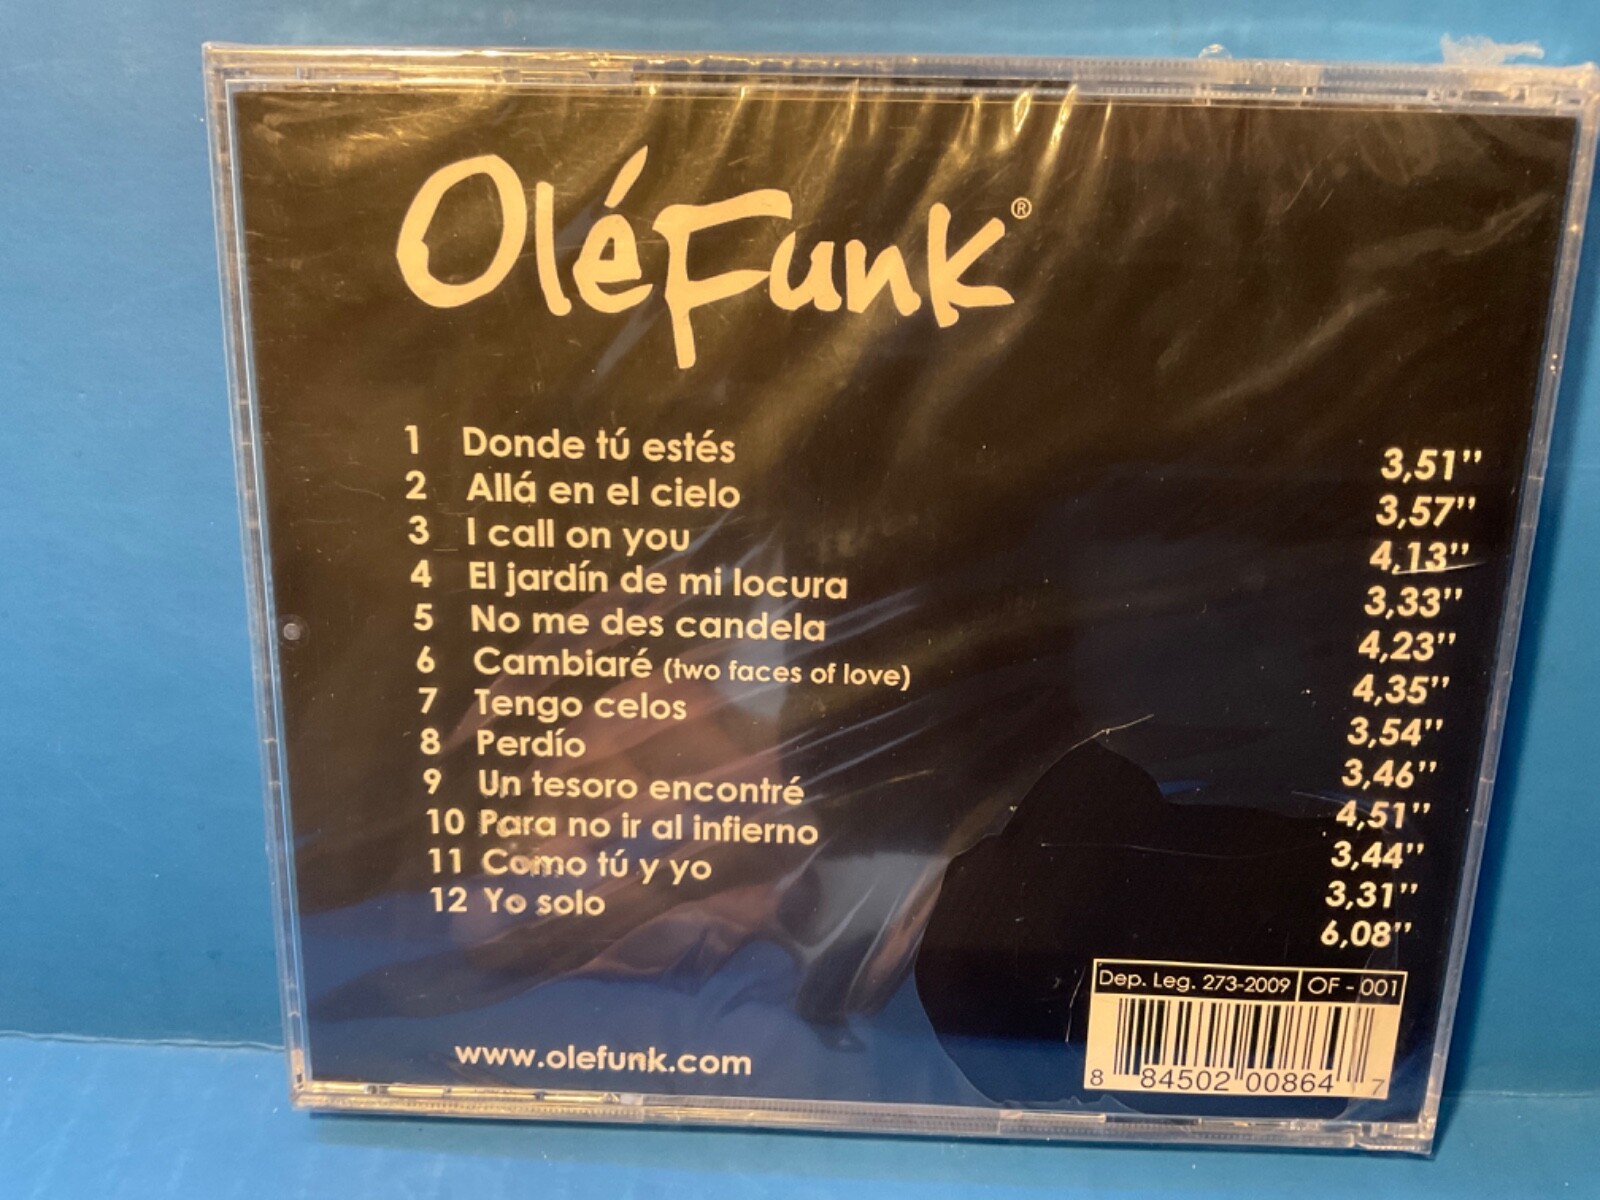 OléFunk®
1 Donde tú estés 3,51''
2 Allá en el cielo 3,57''
3 I call on you 4,13''
4 El jardín de mi locura 3,33''
5 No me des candela 4,23''
6 Cambiaré (two faces of love) 4,35''
7 Tengo celos 3,54''
8 Perdío 3,46''
9 Un tesoro encontré 4,51''
10 Para no ir al infierno 3,44''
11 Como tú y yo 3,31''
12 Yo solo 6,08''
Dep. Leg. 273-2009 OF - 001
8 84502 00864 7
www.olefunk.com